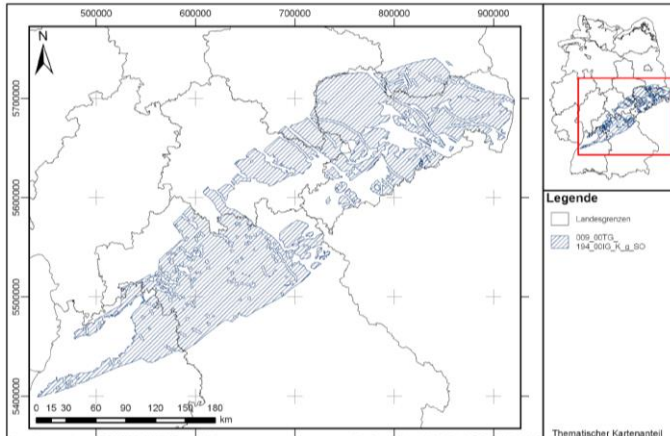 500000 600000 700000 800000 900000
N
5700000
5600000
5500000
5400000
0 15 30 60 90 120 150 180
km
Legende
Landesgrenzen
009_00TG_
194_00IG_K_g_SO
Thematischer Kartenanteil